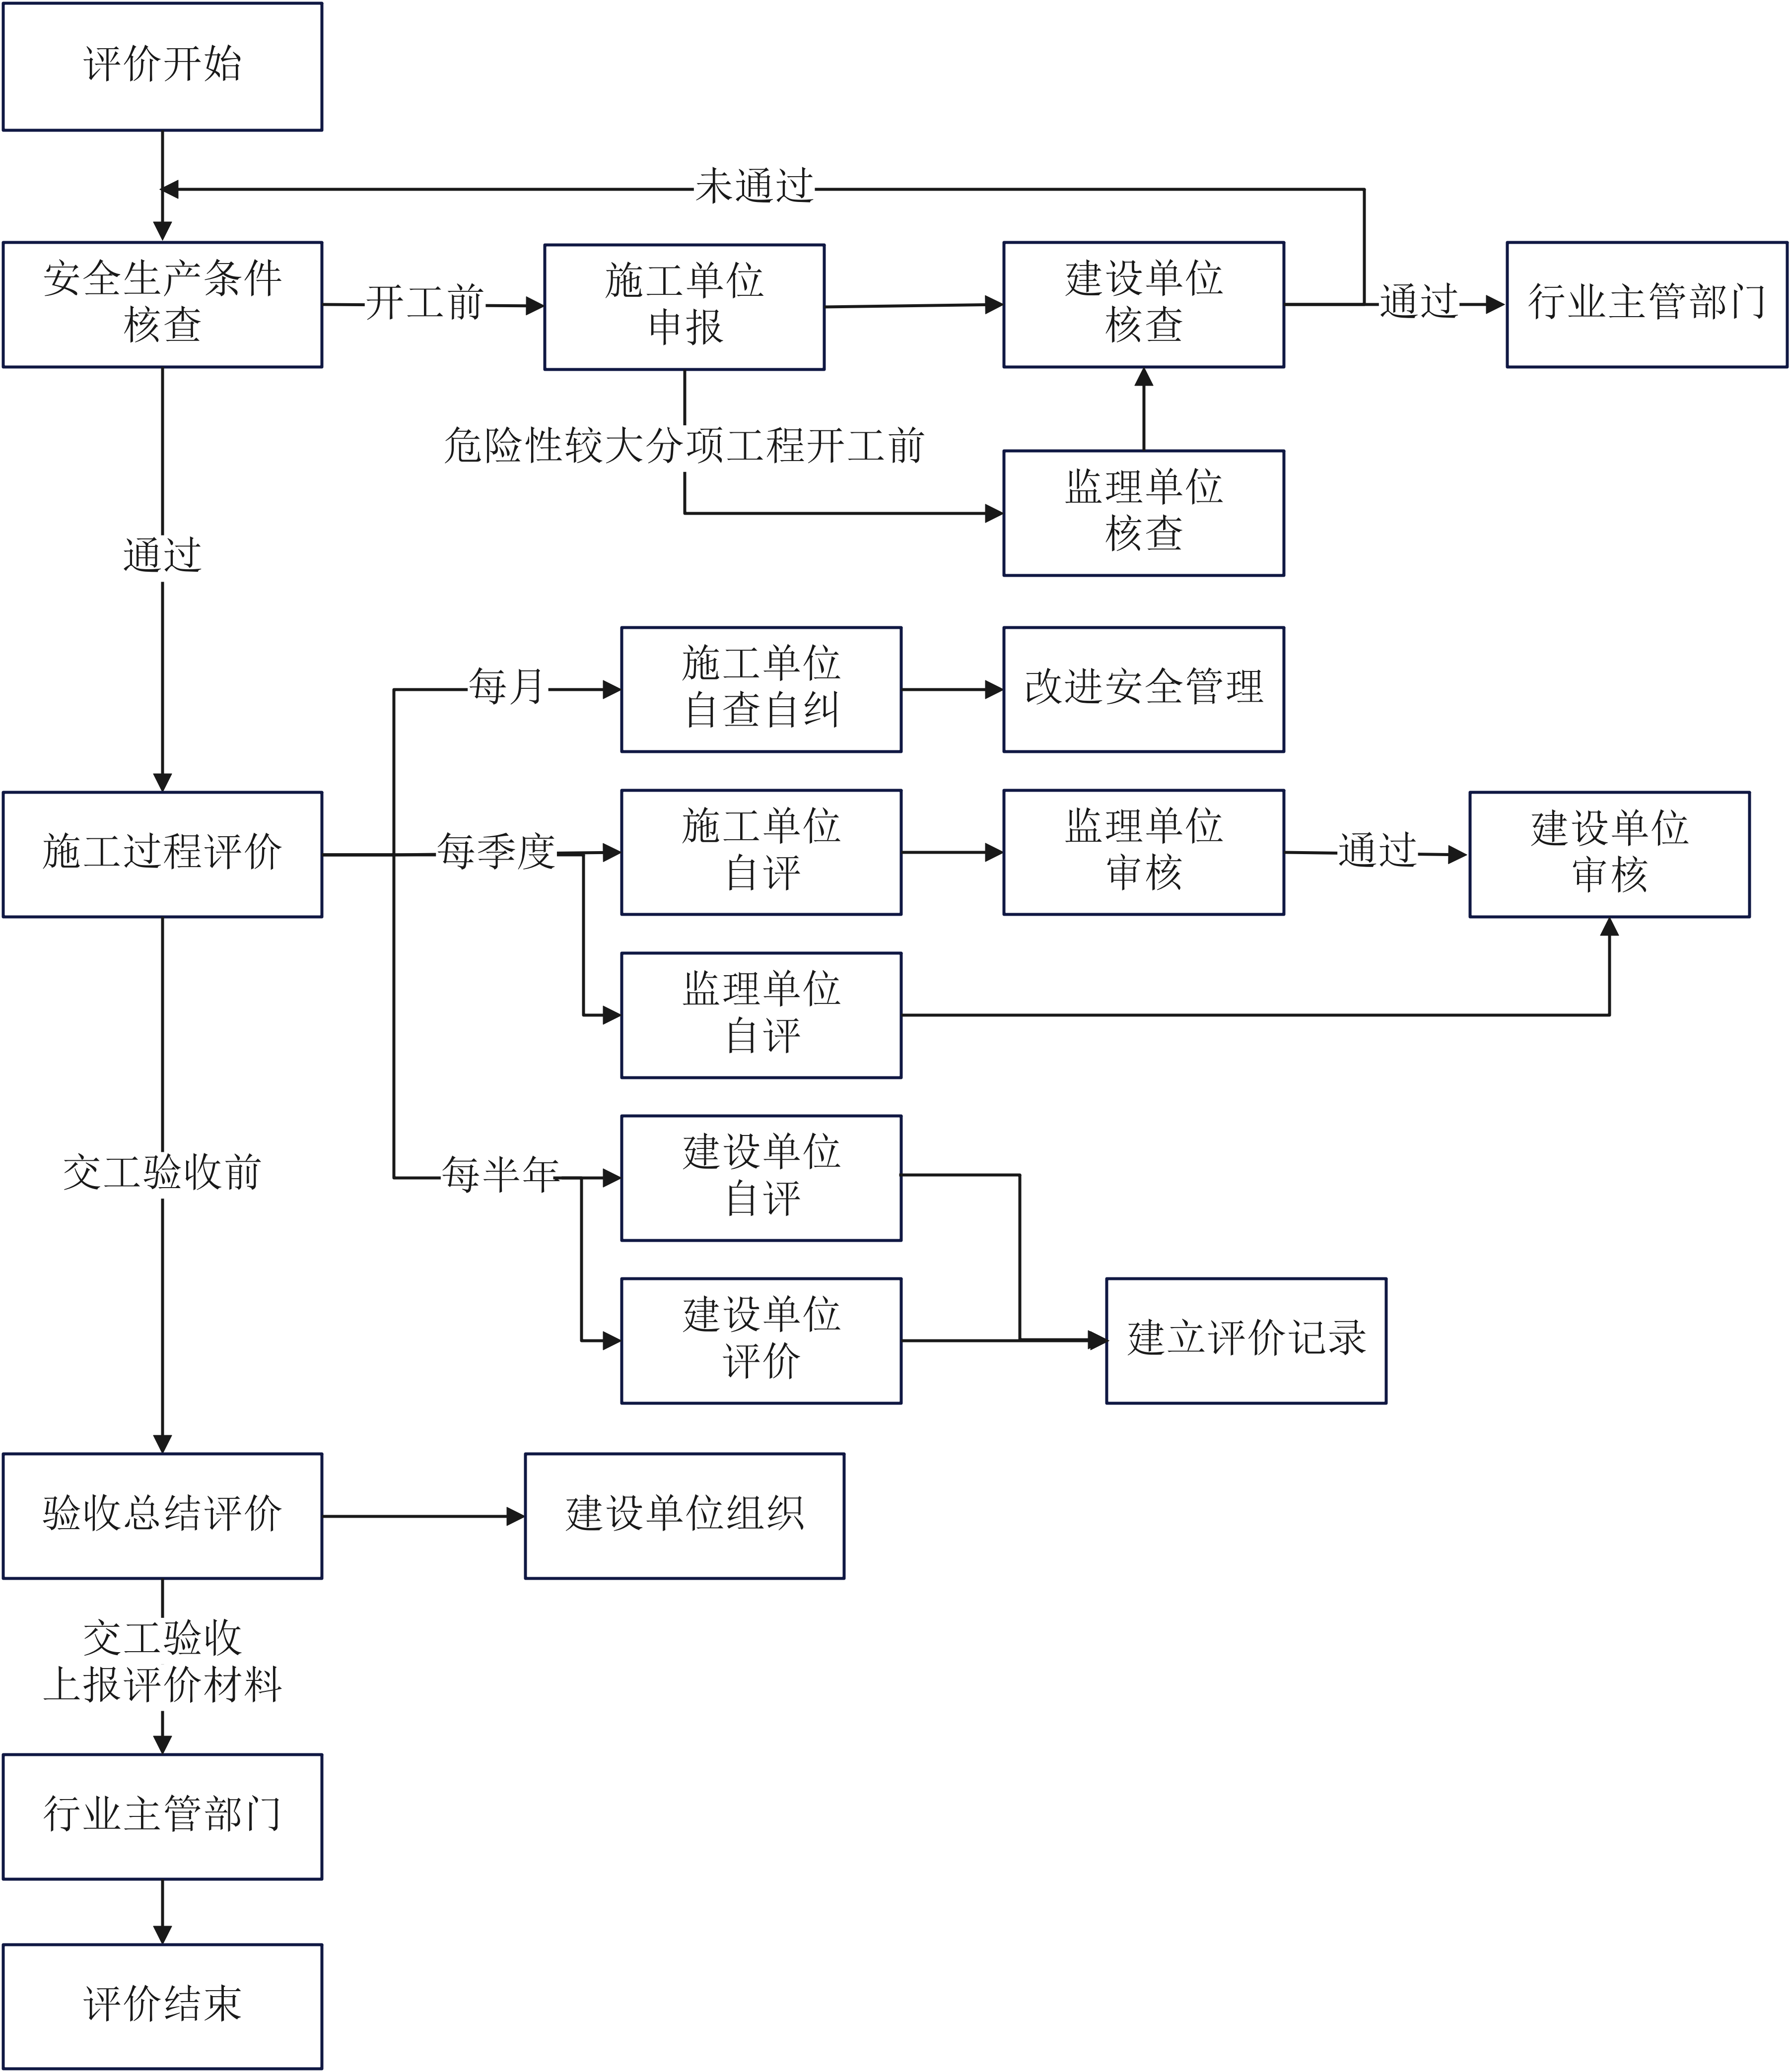 评价开始
未通过
安全生产条件
核查
开工前
施工单位
申报
建设单位
核查
通过
行业主管部门
危险性较大分项工程开工前
监理单位
核查
通过
每月
施工单位
自查自纠
改进安全管理
施工过程评价
每季度
施工单位
自评
监理单位
审核
通过
建设单位
审核
监理单位
自评
交工验收前
每半年
建设单位
自评
建设单位
评价
建立评价记录
验收总结评价
建设单位组织
交工验收
上报评价材料
行业主管部门
评价结束